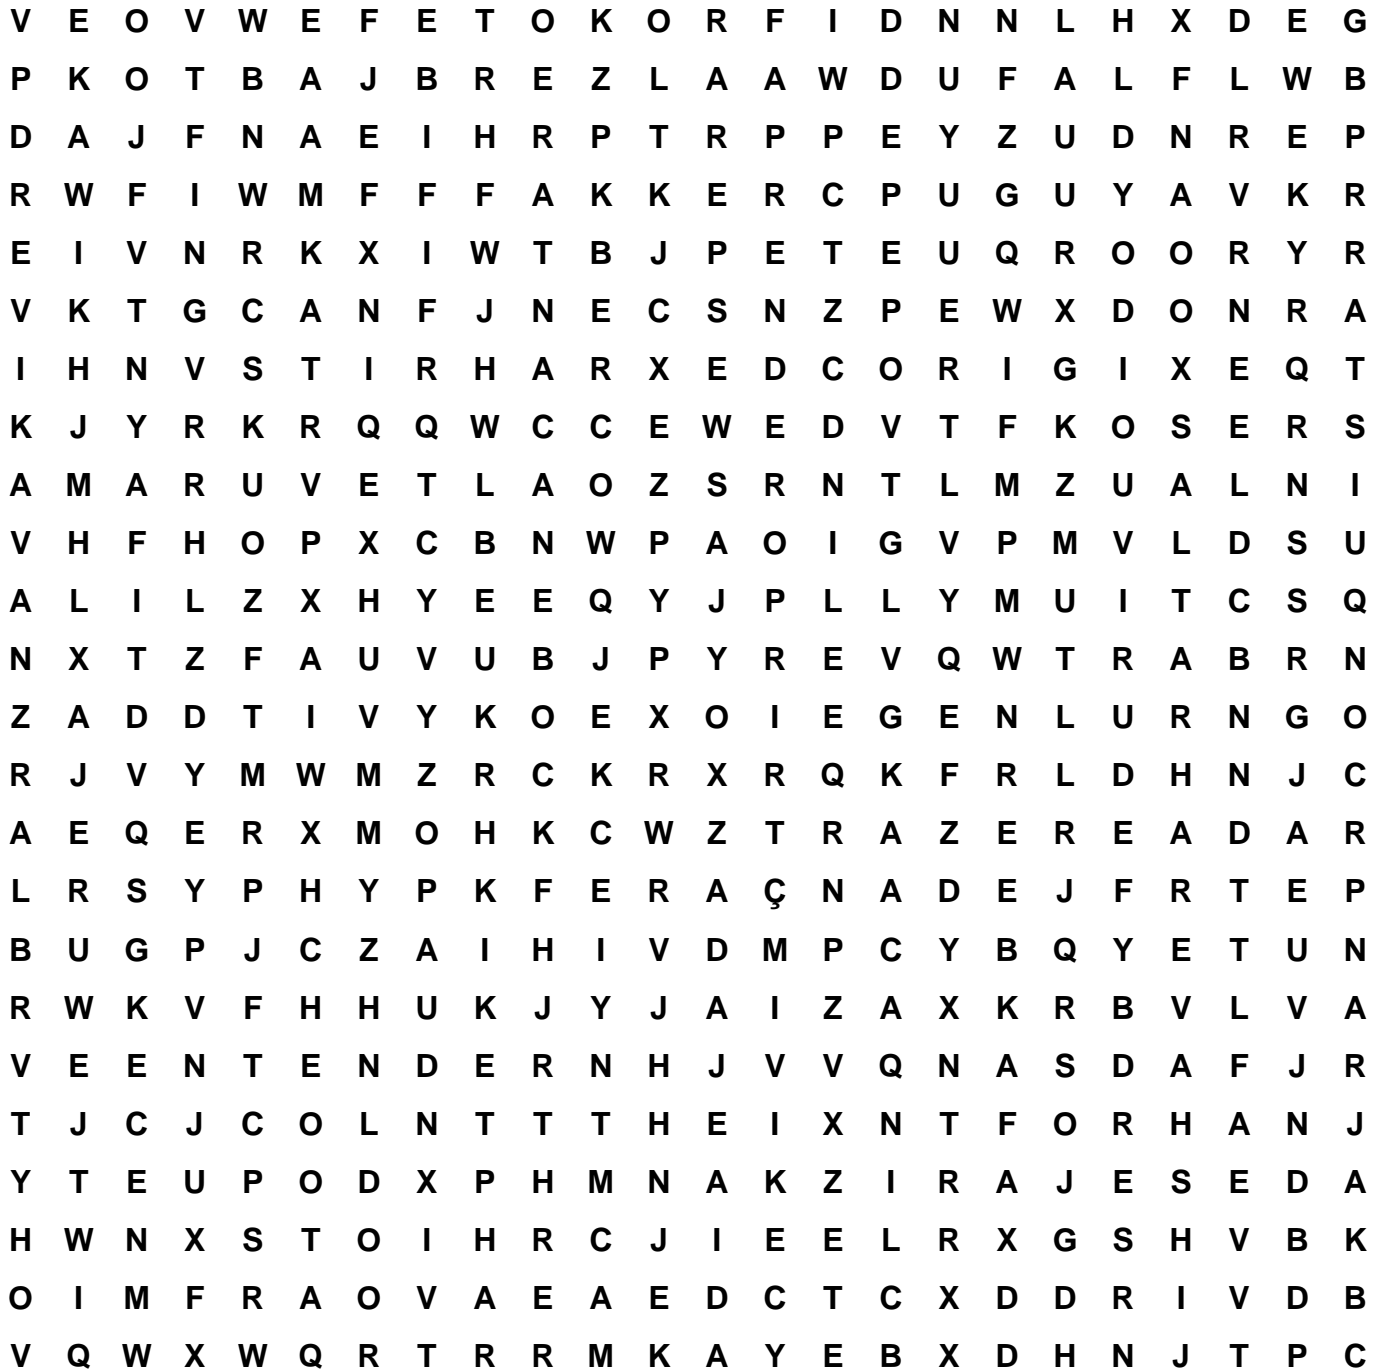 V E O V W E F E T O K O R F I D N N L H X D E G
P K O T B A J B R E Z L A A W D U F A L F L W B
D A J F N A E I H R P T R P P E Y Z U D N R E P
R W F I W M F F F A K K E R C P U G U Y A V K R
E I V N R K X I W T B J P E T E U Q R O O R Y R
V K T G C A N F J N E C S N Z P E W X D O N R A
I H N V S T I R H A R X E D C O R I G I X E Q T
K J Y R K R Q Q W C C E W E D V T F K O S E R S
A M A R U V E T L A O Z S R N T L M Z U A L N I
V H F H O P X C B N W P A O I G V P M V L D S U
A L I L Z X H Y E E Q Y J P L L Y M U I T C S Q
N X T Z F A U V U B J P Y R E V Q W T R A B R N
Z A D D T I V Y K O E X O I E G E N L U R N G O
R J V Y M W M Z R C K R X R Q K F R L D H N J C
A E Q E R X M O H K C W Z T R A Z E R E A D A R
L R S Y P H Y P K F E R A Ç N A D E J F R T E P
B U G P J C Z A I H I V D M P C Y B Q Y E T U N
R W K V F H H U K J Y J A I Z A X K R B V L V A
V E E N T E N D E R N H J V V Q N A S D A F J R
T J C J C O L N T T T H E I X N T F O R H A N J
Y T E U P O D X P H M N A K Z I R A J E S E D A
H W N X S T O I H R C J I E E L R X G S H V B K
O I M F R A O V A E A E D C T C X D D R I V D B
V Q W X W Q R T R R M K A Y E B X D H N J T P C